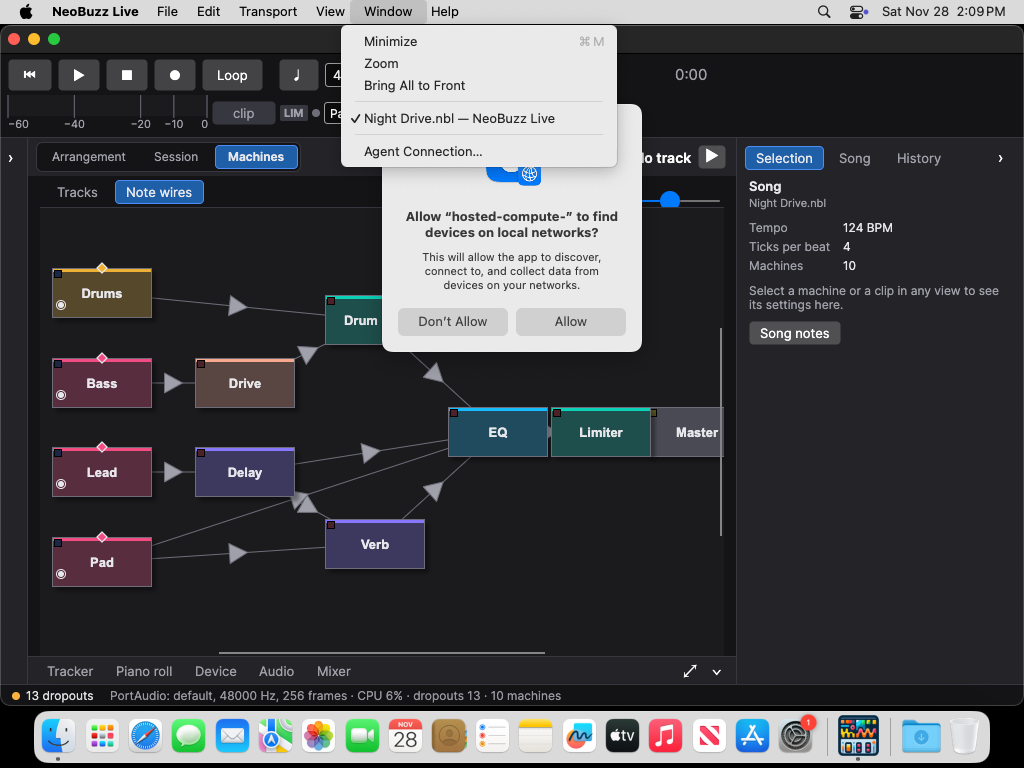 NeoBuzz Live File Edit Transport View Window Help Sat Nov 28 2:09 PM
Minimize ⌘ M
Zoom
Bring All to Front
✓ Night Drive.nbl — NeoBuzz Live
Agent Connection...
Loop 4 0:00
-60 -40 -20 -10 0 clip LIM Pa
Arrangement Session Machines lo track
Tracks Note wires
Allow “hosted-compute-” to find
devices on local networks?
This will allow the app to discover,
connect to, and collect data from
devices on your networks.
Don’t Allow Allow
Drums
Drum
Bass
Drive
EQ
Limiter
Master
Lead
Delay
Verb
Pad
Selection Song History
Song
Night Drive.nbl
Tempo 124 BPM
Ticks per beat 4
Machines 10
Select a machine or a clip in any view to see
its settings here.
Song notes
Tracker Piano roll Device Audio Mixer
13 dropouts PortAudio: default, 48000 Hz, 256 frames · CPU 6% · dropouts 13 · 10 machines
NOV
28
tv
1